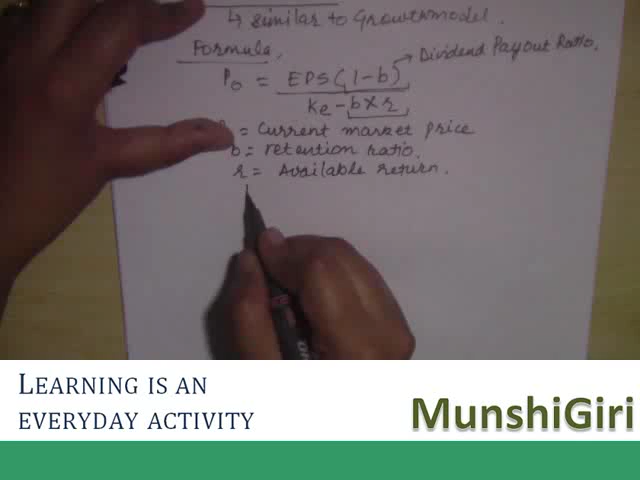 ↳ similar to Growth model.
Formula,
P₀ = EPS(1-b) → Dividend Payout Ratio.
Ke - b x r
= Current market price
b = retention ratio.
r = Available return.
LEARNING IS AN
EVERYDAY ACTIVITY
MunshiGiri